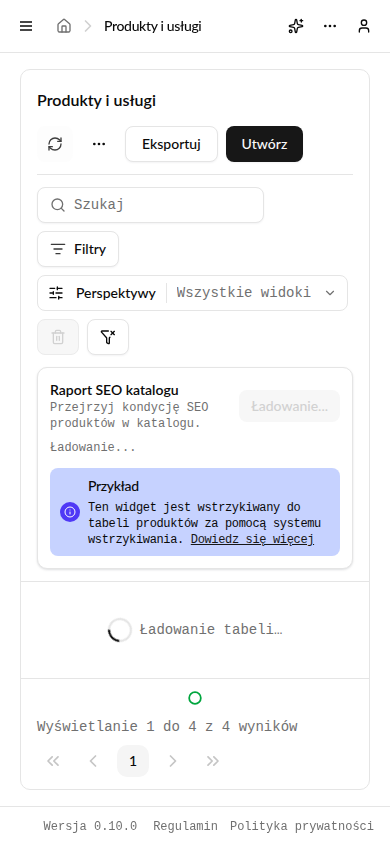 Produkty i usługi
Produkty i usługi
Eksportuj
Utwórz
Szukaj
Filtry
Perspektywy
Wszystkie widoki
Raport SEO katalogu
Przejrzyj kondycję SEO
produktów w katalogu.
Ładowanie...
Ładowanie...
Przykład
Ten widget jest wstrzykiwany do
tabeli produktów za pomocą systemu
wstrzykiwania. Dowiedz się więcej
Ładowanie tabeli…
Wyświetlanie 1 do 4 z 4 wyników
1
Wersja 0.10.0 Regulamin Polityka prywatności